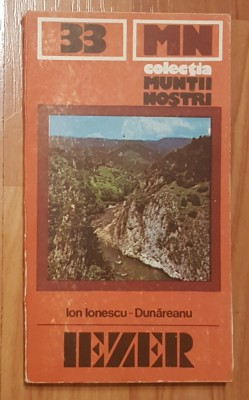 33 MN
colecția
MUNȚII
NOȘTRI
Ion Ionescu-Dunăreanu
IEZER